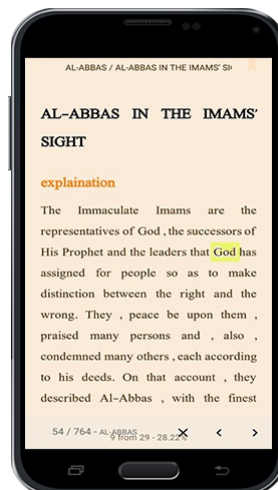 AL-ABBAS / AL-ABBAS IN THE IMAMS' SI
AL-ABBAS IN THE IMAMS'
SIGHT
explaination
The Immaculate Imams are the
representatives of God , the successors of
His Prophet and the leaders that God has
assigned for people so as to make
distinction between the right and the
wrong. They , peace be upon them ,
praised many persons and , also ,
condemned many others , each according
to his deeds. On that account , they
described Al-Abbas , with the finest
54 / 764 - AL-ABBAS
9 from 29 - 28.22%